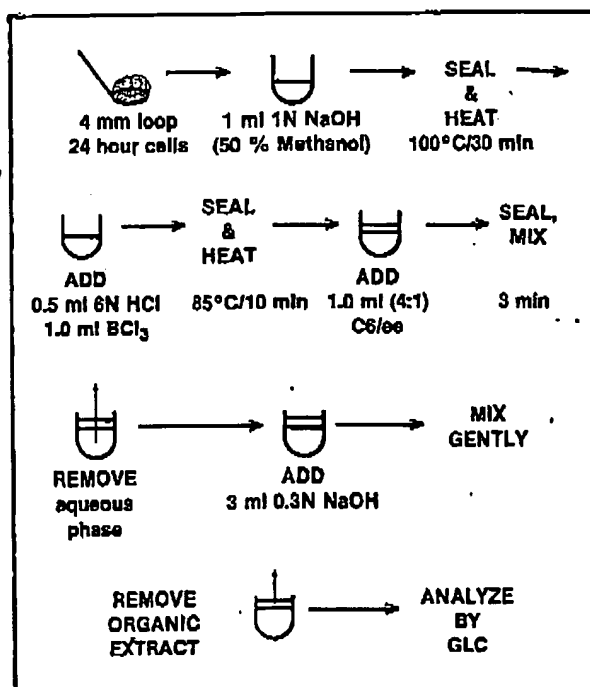 4 mm loop
24 hour cells
1 ml 1N NaOH
(50 % Methanol)
SEAL
&
HEAT
100°C/30 min
ADD
0.5 ml 6N HCl
1.0 ml BCl₃
SEAL
&
HEAT
85°C/10 min
ADD
1.0 ml (4:1)
C6/ee
SEAL,
MIX
3 min
REMOVE
aqueous
phase
ADD
3 ml 0.3N NaOH
MIX
GENTLY
REMOVE
ORGANIC
EXTRACT
ANALYZE
BY
GLC